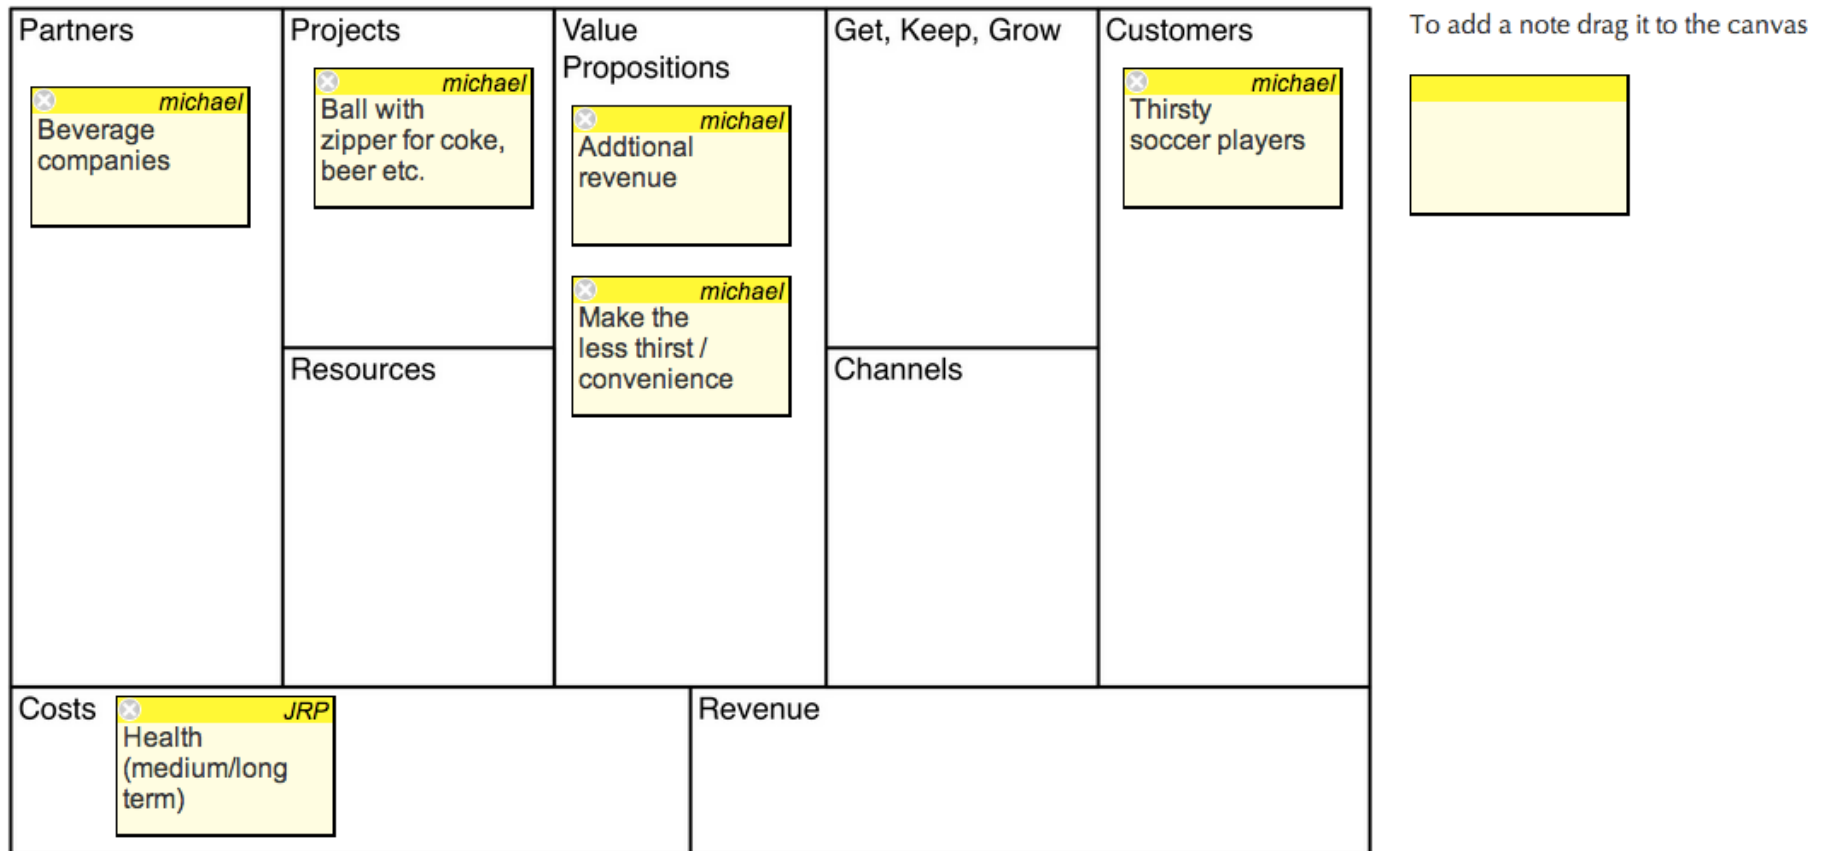 Partners
michael
Beverage
companies
Projects
michael
Ball with
zipper for coke,
beer etc.
Resources
Value
Propositions
michael
Addtional
revenue
michael
Make the
less thirst /
convenience
Get, Keep, Grow
Channels
Customers
michael
Thirsty
soccer players
Costs
JRP
Health
(medium/long
term)
Revenue
To add a note drag it to the canvas